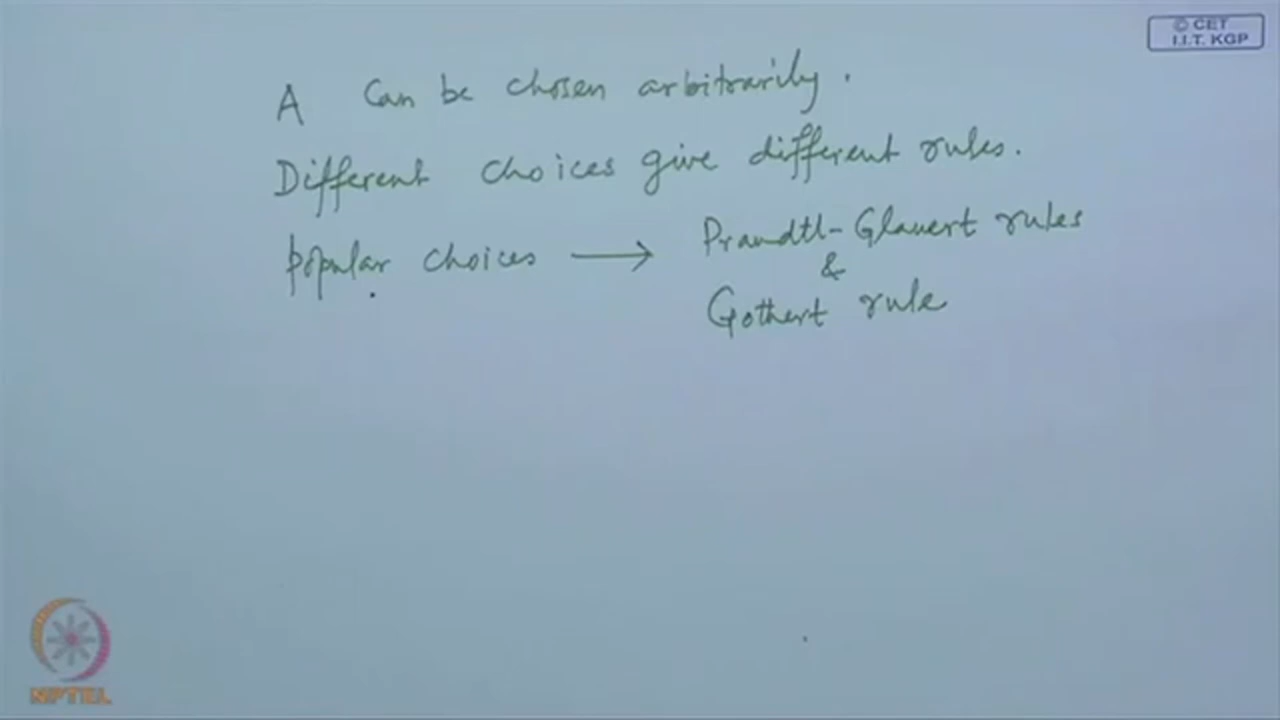 © CET
I.I.T. KGP
A Can be chosen arbitrarily.
Different choices give different rules.
Popular choices → Prandtl-Glauert rules
&
Gothert rule
NPTEL